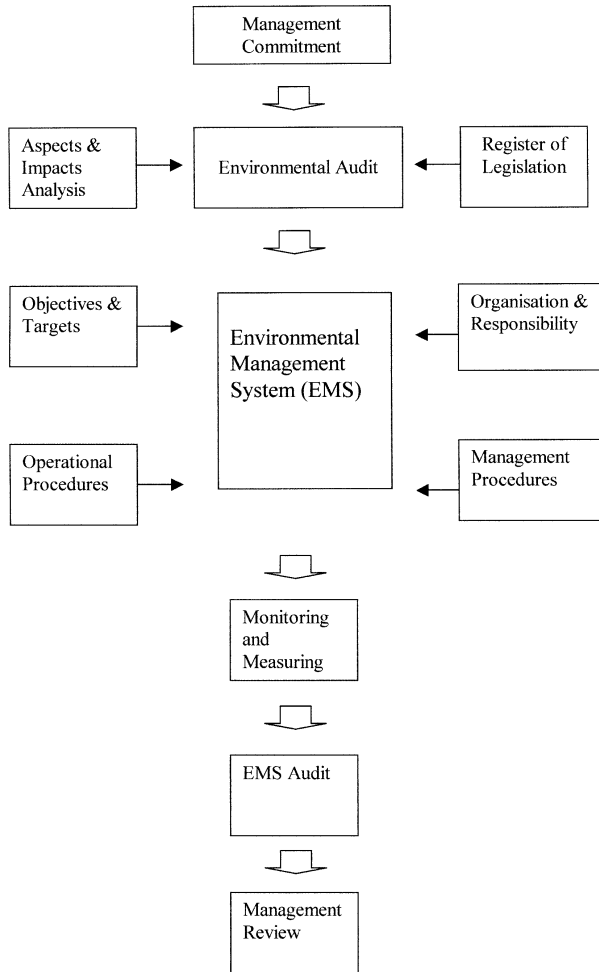 Management
Commitment
Aspects &
Impacts
Analysis
Environmental Audit
Register of
Legislation
Objectives &
Targets
Environmental
Management
System (EMS)
Organisation &
Responsibility
Operational
Procedures
Management
Procedures
Monitoring
and
Measuring
EMS Audit
Management
Review